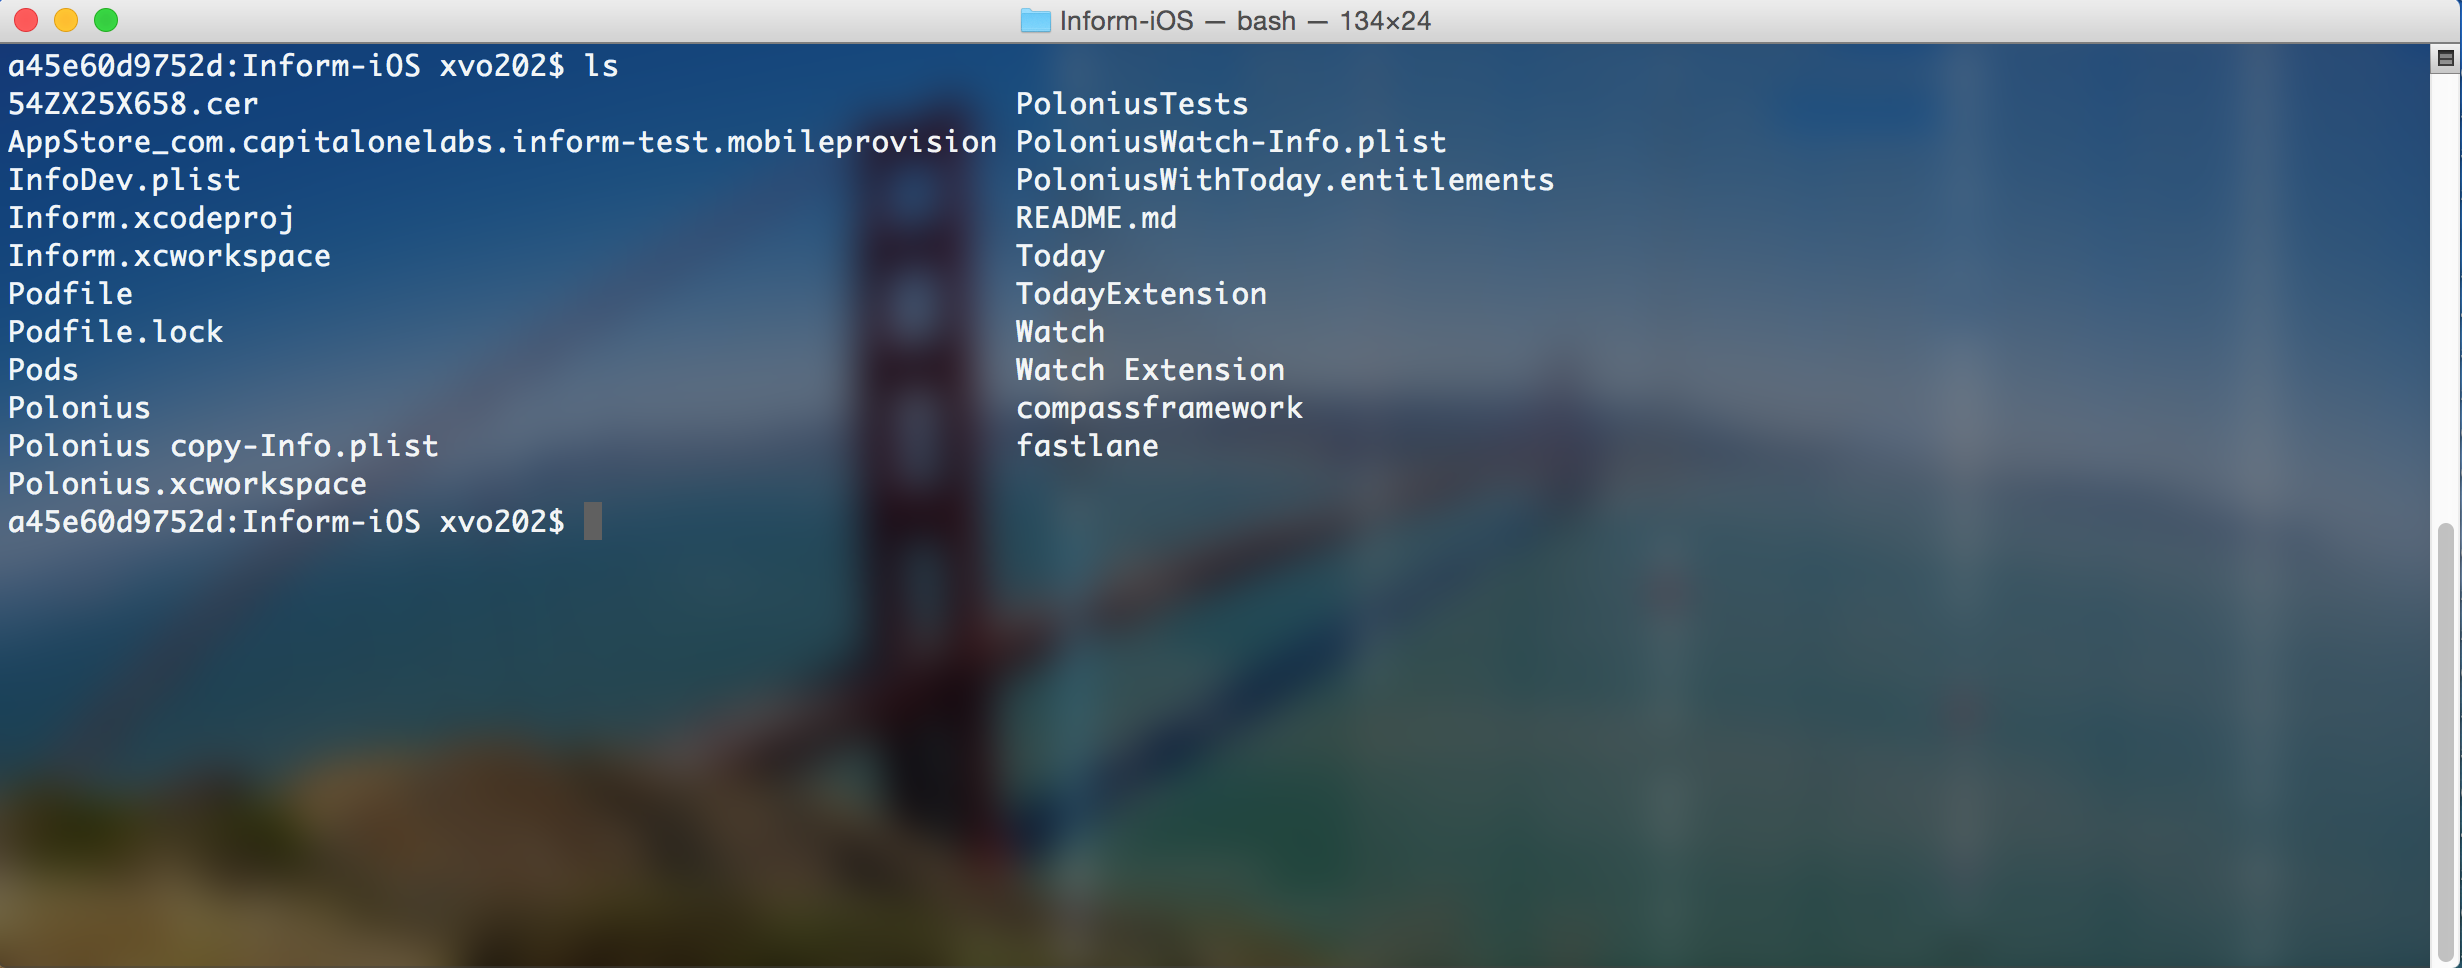 Inform-iOS — bash — 134×24
a45e60d9752d:Inform-iOS xvo202$ ls
54ZX25X658.cer PoloniusTests
AppStore_com.capitalonelabs.inform-test.mobileprovision PoloniusWatch-Info.plist
InfoDev.plist PoloniusWithToday.entitlements
Inform.xcodeproj README.md
Inform.xcworkspace Today
Podfile TodayExtension
Podfile.lock Watch
Pods Watch Extension
Polonius compassframework
Polonius copy-Info.plist fastlane
Polonius.xcworkspace
a45e60d9752d:Inform-iOS xvo202$